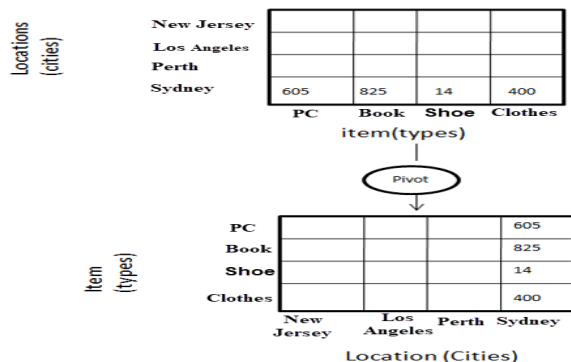 Locations
(cities)
New Jersey
Los Angeles
Perth
Sydney 605 825 14 400
PC Book Shoe Clothes
item(types)
Pivot
Item
(types)
PC 605
Book 825
Shoe 14
Clothes 400
New Jersey Los Angeles Perth Sydney
Location (Cities)